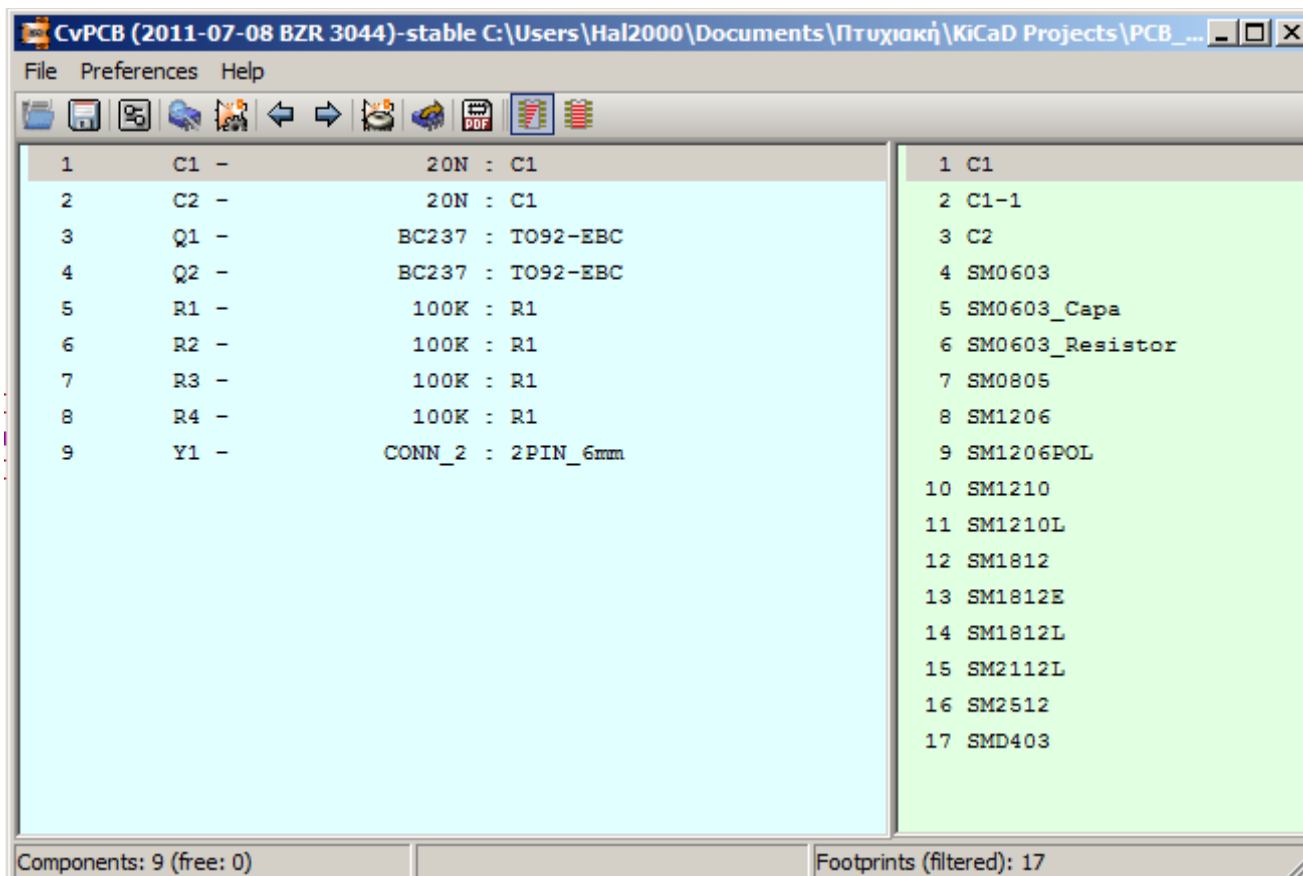 CvPCB (2011-07-08 BZR 3044)-stable C:\Users\Hal2000\Documents\Πτυχιακή\KiCaD Projects\PCB_...
File Preferences Help
PDF
1 C1 - 20N : C1
2 C2 - 20N : C1
3 Q1 - BC237 : TO92-EBC
4 Q2 - BC237 : TO92-EBC
5 R1 - 100K : R1
6 R2 - 100K : R1
7 R3 - 100K : R1
8 R4 - 100K : R1
9 Y1 - CONN_2 : 2PIN_6mm
1 C1
2 C1-1
3 C2
4 SM0603
5 SM0603_Capa
6 SM0603_Resistor
7 SM0805
8 SM1206
9 SM1206POL
10 SM1210
11 SM1210L
12 SM1812
13 SM1812E
14 SM1812L
15 SM2112L
16 SM2512
17 SMD403
Components: 9 (free: 0)
Footprints (filtered): 17